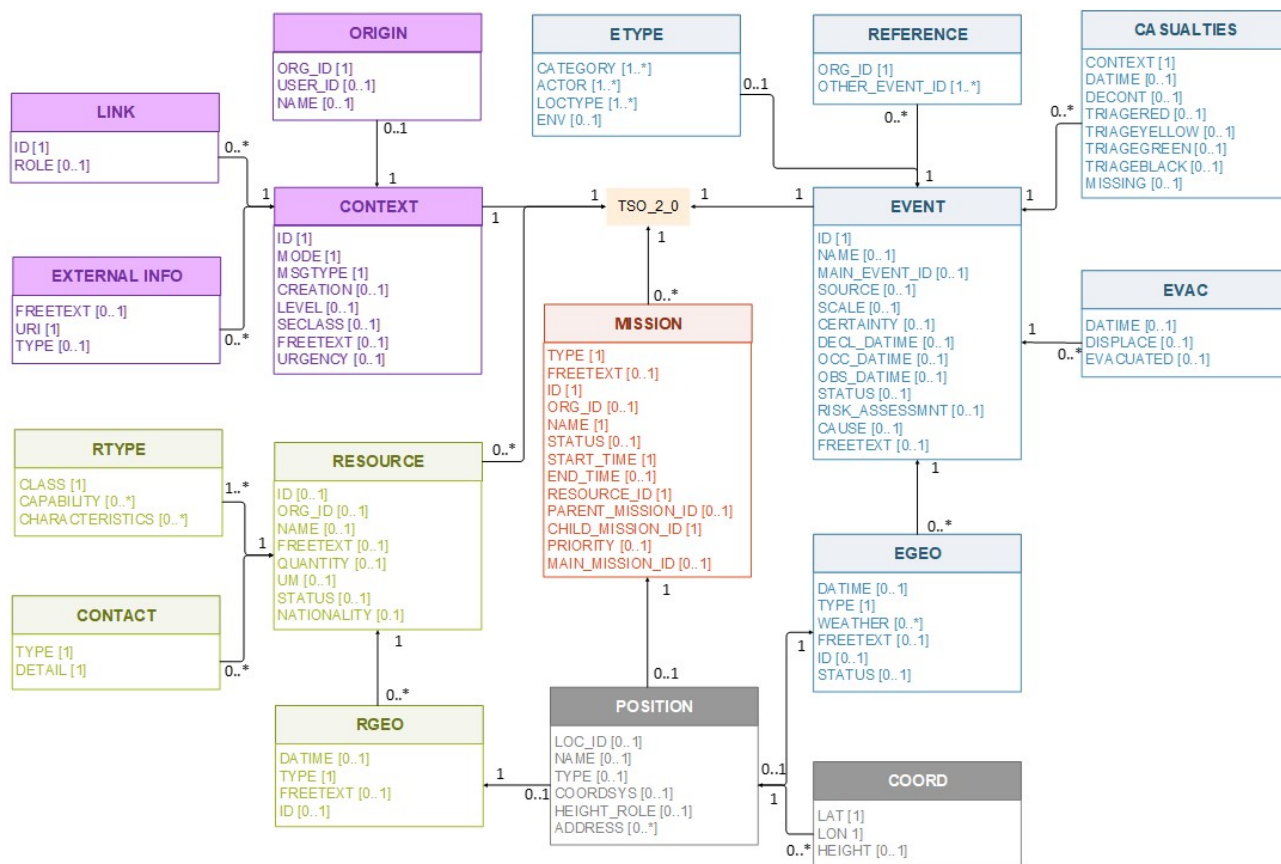 ORIGIN
ORG_ID [1]
USER_ID [0..1]
NAME [0..1]
0..1
1
ETYPE
CATEGORY [1..*]
ACTOR [1..*]
LOCTYPE [1..*]
ENV [0..1]
0..1
REFERENCE
ORG_ID [1]
OTHER_EVENT_ID [1..*]
0..*
1
CASUALTIES
CONTEXT [1]
DATIME [0..1]
DECONT [0..1]
TRIAGERED [0..1]
TRIAGEYELLOW [0..1]
TRIAGEGREEN [0..1]
TRIAGEBLACK [0..1]
MISSING [0..1]
0..*
1
LINK
ID [1]
ROLE [0..1]
0..*
1
EXTERNAL INFO
FREETEXT [0..1]
URI [1]
TYPE [0..1]
0..*
CONTEXT
ID [1]
MODE [1]
MSGTYPE [1]
CREATION [0..1]
LEVEL [0..1]
SECLASS [0..1]
FREETEXT [0..1]
URGENCY [0..1]
1
1
TSO_2_0
1
1
1
EVENT
ID [1]
NAME [0..1]
MAIN_EVENT_ID [0..1]
SOURCE [0..1]
SCALE [0..1]
CERTAINTY [0..1]
DECL_DATIME [0..1]
OCC_DATIME [0..1]
OBS_DATIME [0..1]
STATUS [0..1]
RISK_ASSESSMNT [0..1]
CAUSE [0..1]
FREETEXT [0..1]
1
EVAC
DATIME [0..1]
DISPLACE [0..1]
EVACUATED [0..1]
1
0..*
0..*
MISSION
TYPE [1]
FREETEXT [0..1]
ID [1]
ORG_ID [0..1]
NAME [1]
STATUS [0..1]
START_TIME [1]
END_TIME [0..1]
RESOURCE_ID [1]
PARENT_MISSION_ID [0..1]
CHILD_MISSION_ID [1]
PRIORITY [0..1]
MAIN_MISSION_ID [0..1]
1
RTYPE
CLASS [1]
CAPABILITY [0..*]
CHARACTERISTICS [0..*]
1..*
1
CONTACT
TYPE [1]
DETAIL [1]
0..*
RESOURCE
ID [0..1]
ORG_ID [0..1]
NAME [0..1]
FREETEXT [0..1]
QUANTITY [0..1]
UM [0..1]
STATUS [0..1]
NATIONALITY [0.1]
0..*
1
0..*
RGEO
DATIME [0..1]
TYPE [1]
FREETEXT [0..1]
ID [0..1]
1
0..1
0..1
POSITION
LOC_ID [0..1]
NAME [0..1]
TYPE [0..1]
COORDSYS [0..1]
HEIGHT_ROLE [0..1]
ADDRESS [0..*]
0..*
EGEO
DATIME [0..1]
TYPE [1]
WEATHER [0..*]
FREETEXT [0..1]
ID [0..1]
STATUS [0..1]
1
0..1
1
0..*
COORD
LAT [1]
LON 1]
HEIGHT [0..1]